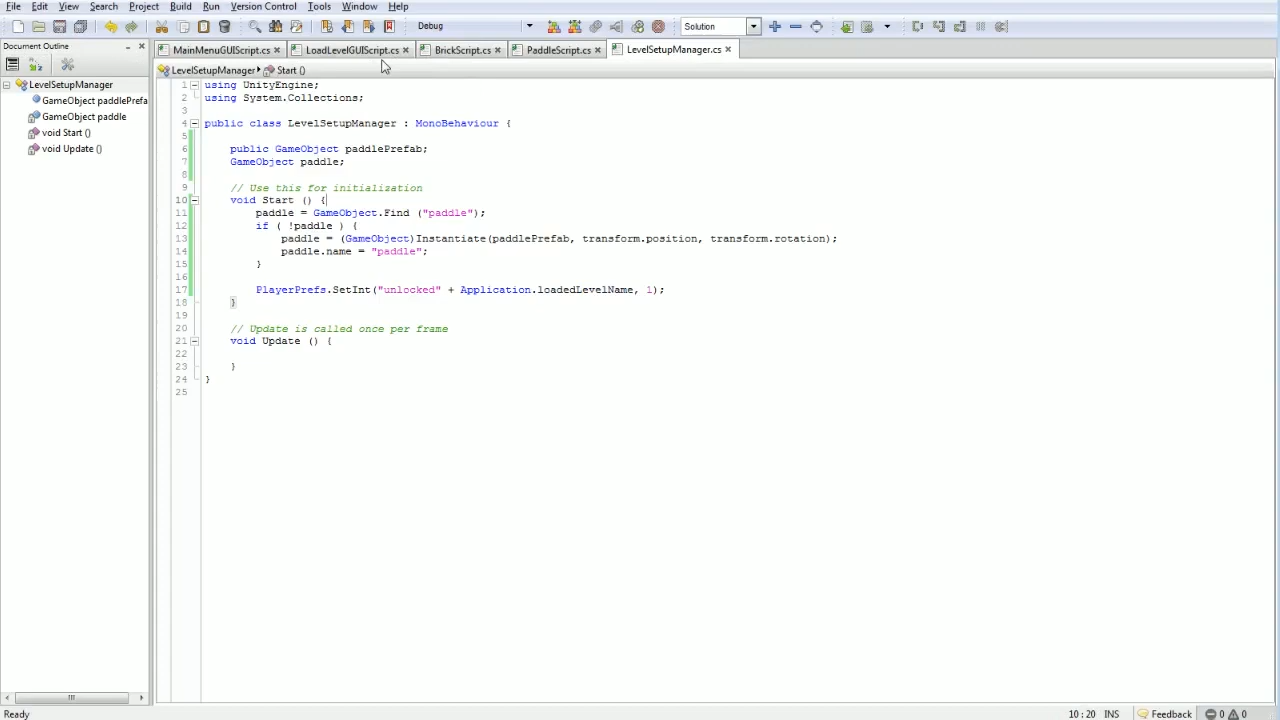 File Edit View Search Project Build Run Version Control Tools Window Help
Debug Solution
Document Outline
MainMenuGUIScript.cs LoadLevelGUIScript.cs BrickScript.cs PaddleScript.cs LevelSetupManager.cs
LevelSetupManager Start ()
LevelSetupManager
GameObject paddlePrefa
GameObject paddle
void Start ()
void Update ()
1 using UnityEngine;
2 using System.Collections;
3
4 public class LevelSetupManager : MonoBehaviour {
5
6 public GameObject paddlePrefab;
7 GameObject paddle;
8
9 // Use this for initialization
10 void Start () {
11 paddle = GameObject.Find ("paddle");
12 if ( !paddle ) {
13 paddle = (GameObject)Instantiate(paddlePrefab, transform.position, transform.rotation);
14 paddle.name = "paddle";
15 }
16
17 PlayerPrefs.SetInt("unlocked" + Application.loadedLevelName, 1);
18 }
19
20 // Update is called once per frame
21 void Update () {
22
23 }
24 }
25
Ready 10 : 20 INS Feedback 0 0